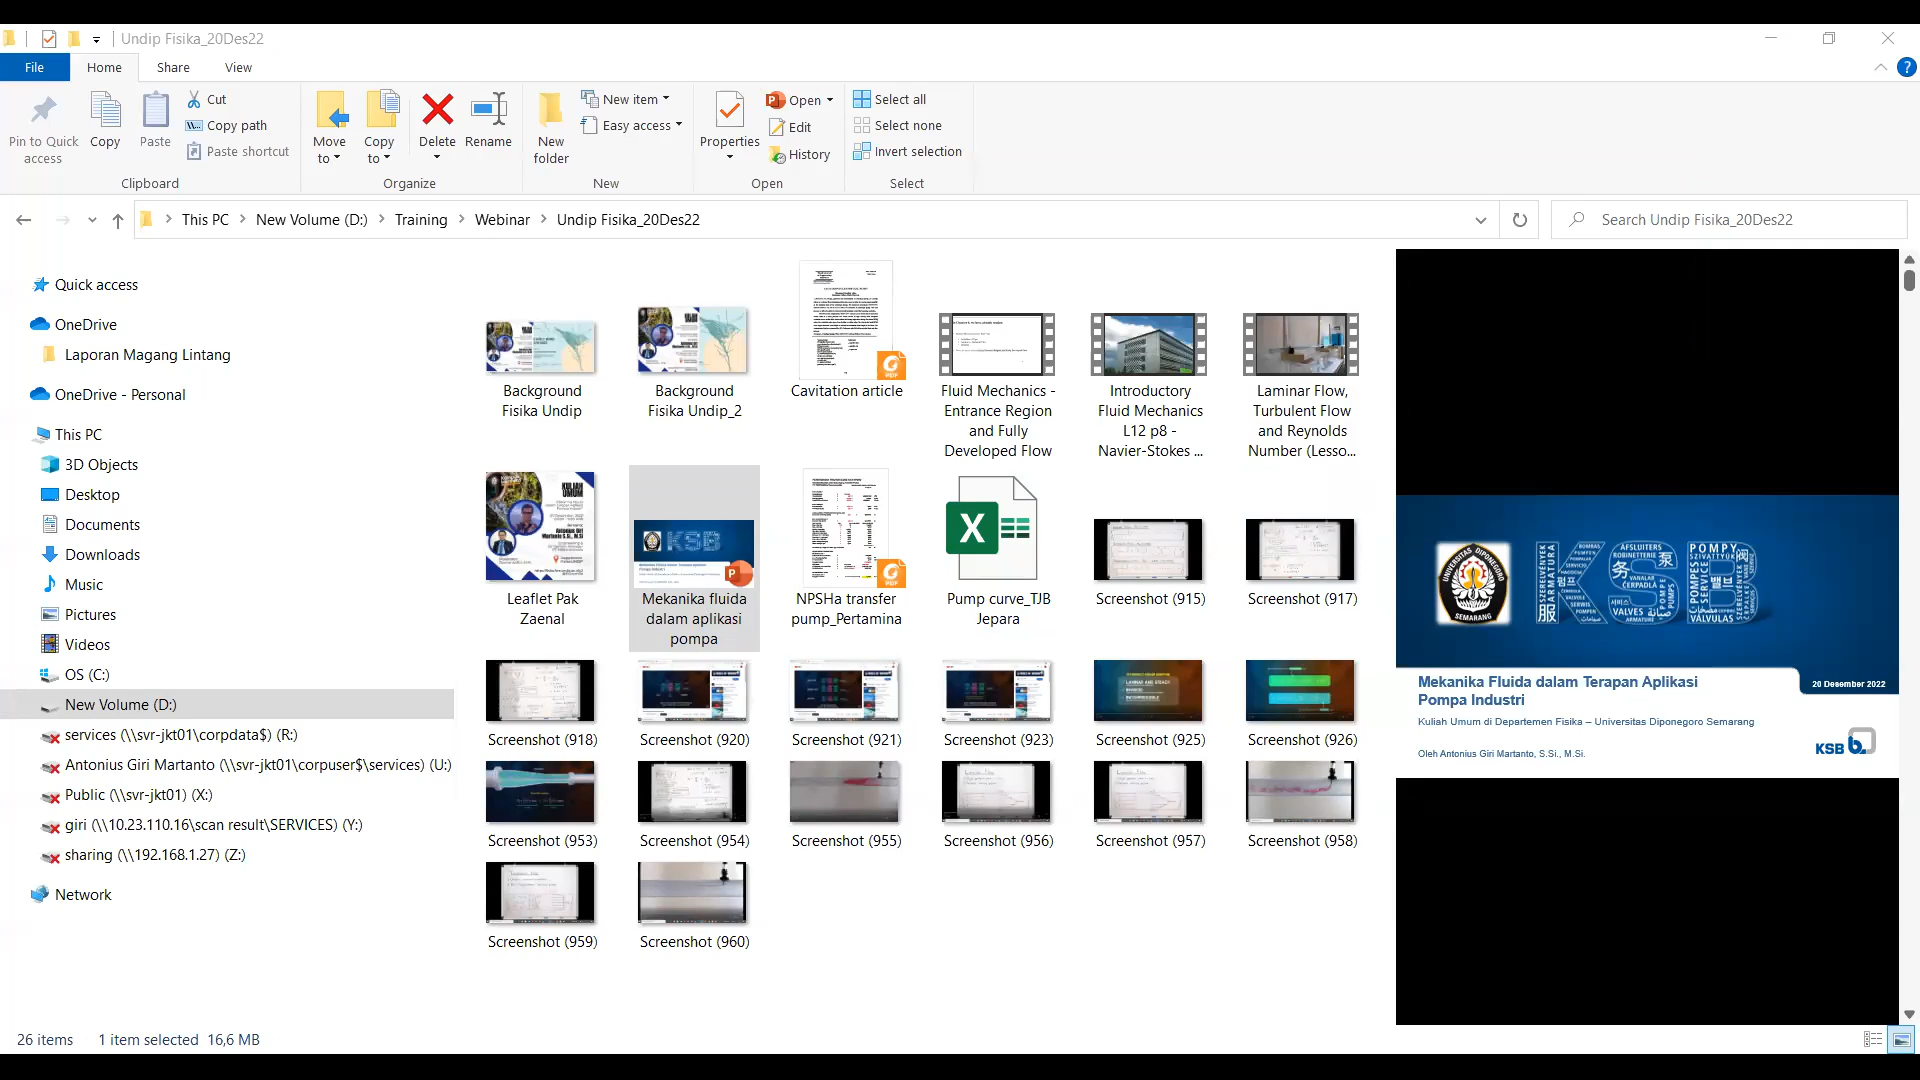 Undip Fisika_20Des22
File
Home
Share
View
Pin to Quick access
Copy
Paste
Cut
Copy path
Paste shortcut
Clipboard
Move to
Copy to
Delete
Rename
Organize
New folder
New item
Easy access
New
Properties
Open
Edit
History
Open
Select all
Select none
Invert selection
Select
This PC > New Volume (D:) > Training > Webinar > Undip Fisika_20Des22
Search Undip Fisika_20Des22
Quick access
OneDrive
Laporan Magang Lintang
OneDrive - Personal
This PC
3D Objects
Desktop
Documents
Downloads
Music
Pictures
Videos
OS (C:)
New Volume (D:)
services (\\svr-jkt01\corpdata$) (R:)
Antonius Giri Martanto (\\svr-jkt01\corpuser$\services) (U:)
Public (\\svr-jkt01) (X:)
giri (\\10.23.110.16\scan result\SERVICES) (Y:)
sharing (\\192.168.1.27) (Z:)
Network
Background
Fisika Undip
Background
Fisika Undip_2
Cavitation article
Fluid Mechanics -
Entrance Region
and Fully
Developed Flow
Introductory
Fluid Mechanics
L12 p8 -
Navier-Stokes ...
Laminar Flow,
Turbulent Flow
and Reynolds
Number (Lesso...
KULIAH
UMUM
Leaflet Pak
Zaenal
Mekanika fluida
dalam aplikasi
pompa
NPSHa transfer
pump_Pertamina
Pump curve_TJB
Jepara
Screenshot (915)
Screenshot (917)
Screenshot (918)
Screenshot (920)
Screenshot (921)
Screenshot (923)
Screenshot (925)
Screenshot (926)
Screenshot (953)
Screenshot (954)
Screenshot (955)
Screenshot (956)
Screenshot (957)
Screenshot (958)
Screenshot (959)
Screenshot (960)
UNIVERSITAS DIPONEGORO
SEMARANG
KSB
Mekanika Fluida dalam Terapan Aplikasi
Pompa Industri
20 Desember 2022
Kuliah Umum di Departemen Fisika – Universitas Diponegoro Semarang
Oleh Antonius Giri Martanto, S.Si., M.Si.
KSB
26 items
1 item selected 16,6 MB